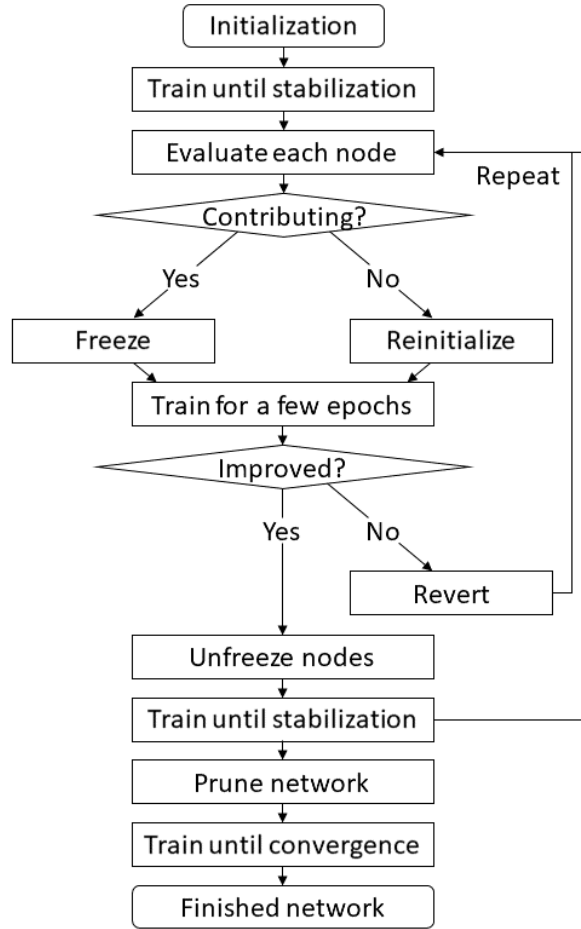 Initialization
Train until stabilization
Evaluate each node
Repeat
Contributing?
Yes
No
Freeze
Reinitialize
Train for a few epochs
Improved?
Yes
No
Revert
Unfreeze nodes
Train until stabilization
Prune network
Train until convergence
Finished network